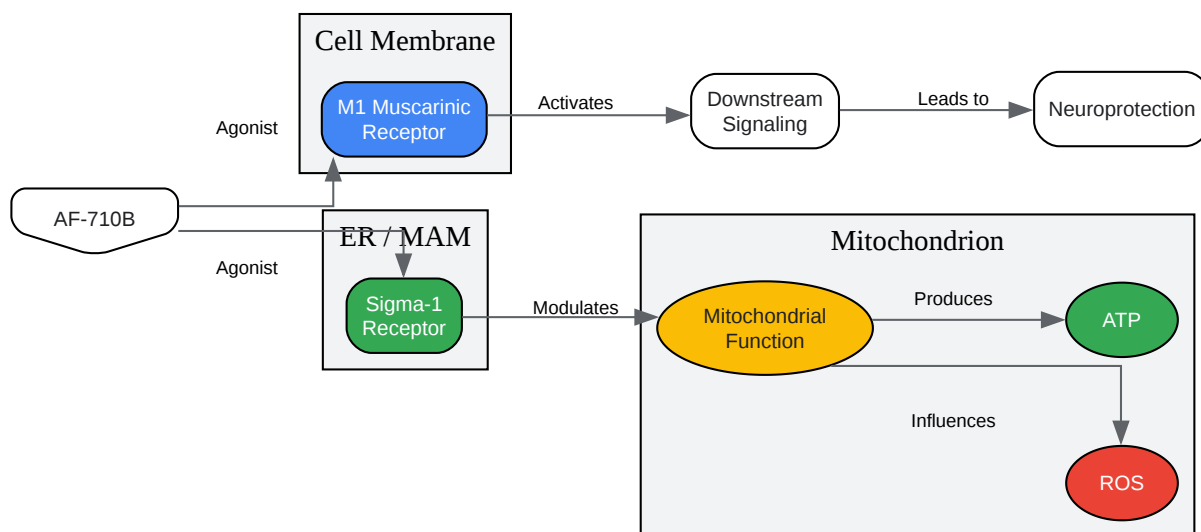 Cell Membrane
M1 Muscarinic
Receptor
Activates
Downstream
Signaling
Leads to
Neuroprotection
Agonist
AF-710B
Agonist
ER / MAM
Sigma-1
Receptor
Modulates
Mitochondrion
Mitochondrial
Function
Produces
ATP
Influences
ROS